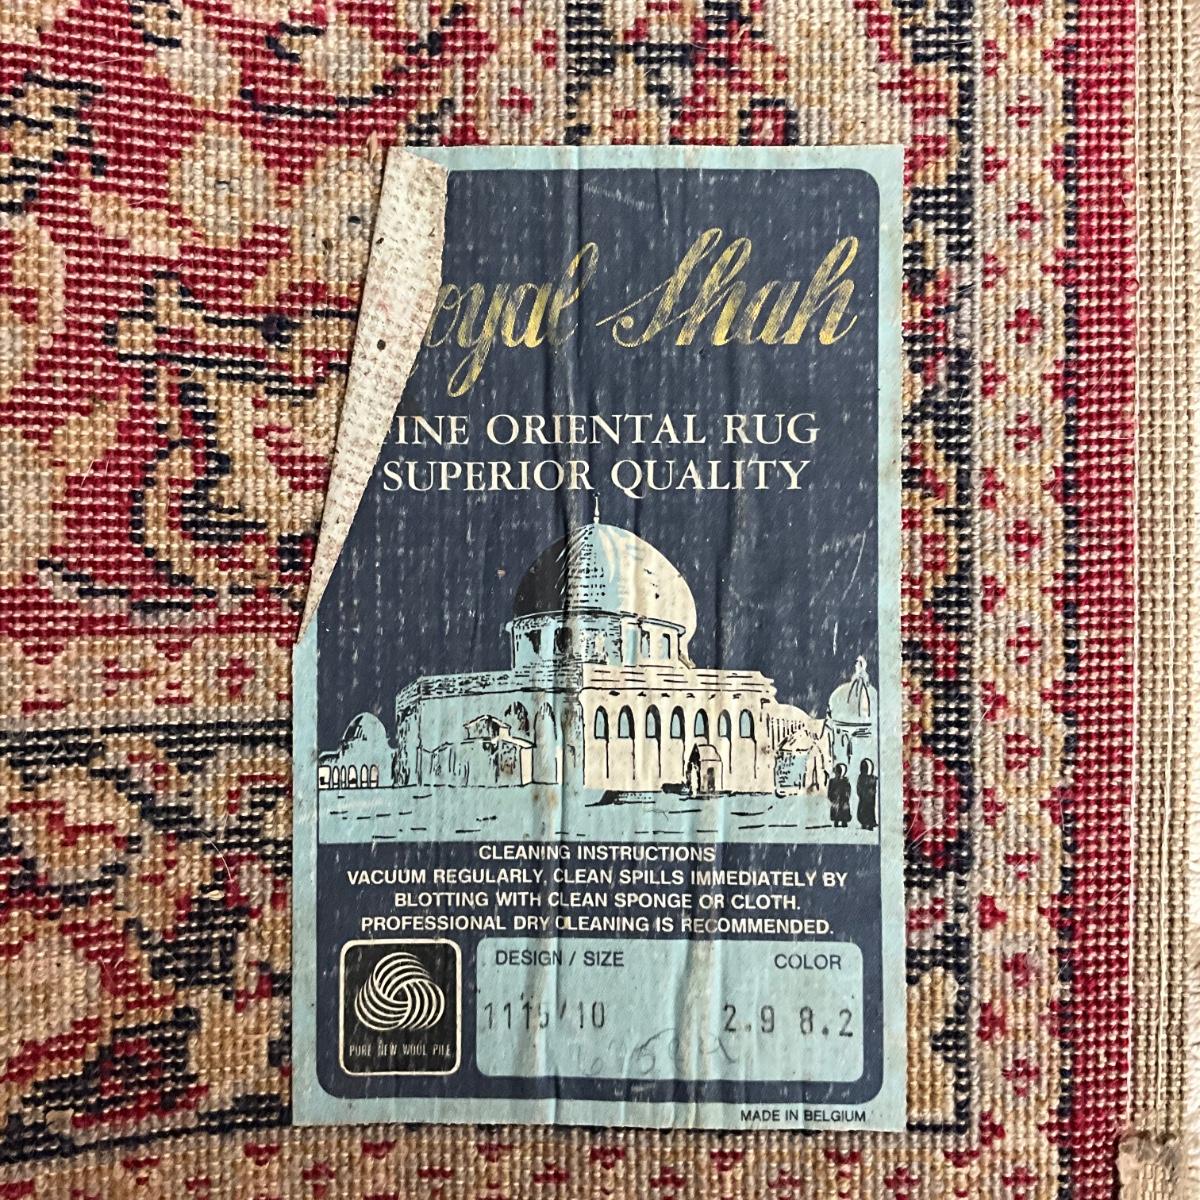 oyal Shah
INE ORIENTAL RUG
SUPERIOR QUALITY
CLEANING INSTRUCTIONS
VACUUM REGULARLY, CLEAN SPILLS IMMEDIATELY BY
BLOTTING WITH CLEAN SPONGE OR CLOTH.
PROFESSIONAL DRY CLEANING IS RECOMMENDED.
DESIGN / SIZE COLOR
1115/10 2.9 8.2
PURE NEW WOOL PILE
MADE IN BELGIUM